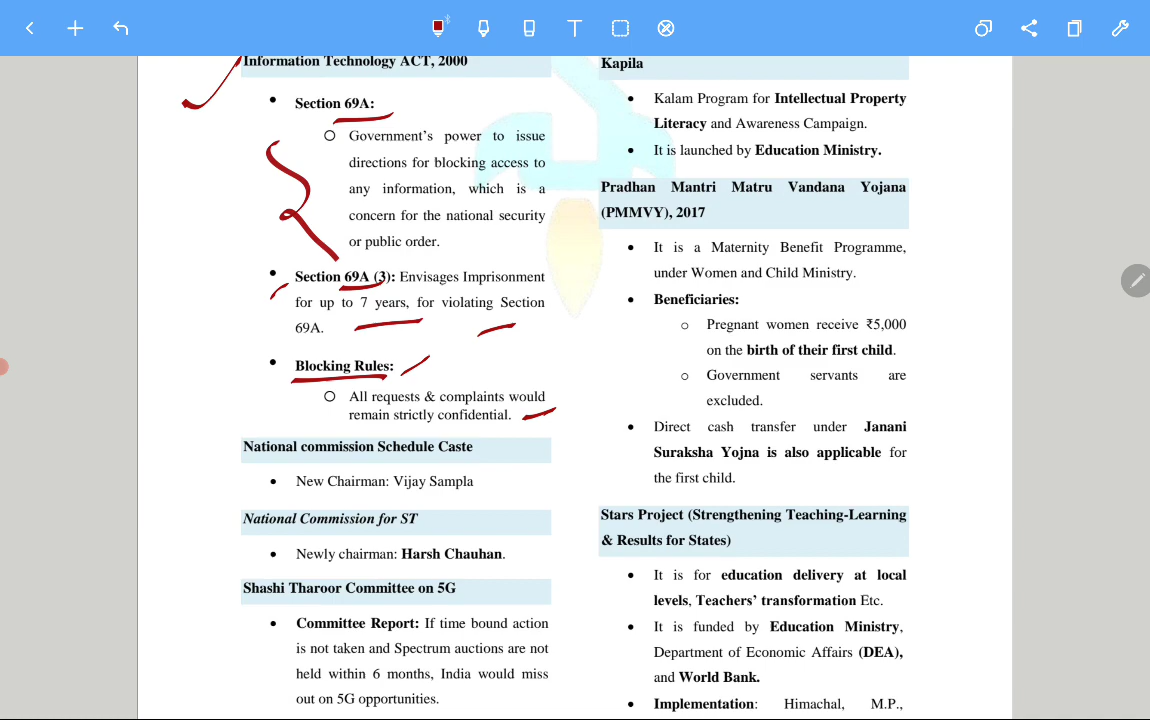 Information Technology ACT, 2000
• Section 69A:
o Government’s power to issue
directions for blocking access to
any information, which is a
concern for the national security
or public order.
• Section 69A (3): Envisages Imprisonment
for up to 7 years, for violating Section
69A.
• Blocking Rules:
o All requests & complaints would
remain strictly confidential.
National commission Schedule Caste
• New Chairman: Vijay Sampla
National Commission for ST
• Newly chairman: Harsh Chauhan.
Shashi Tharoor Committee on 5G
• Committee Report: If time bound action
is not taken and Spectrum auctions are not
held within 6 months, India would miss
out on 5G opportunities.
Kapila
• Kalam Program for Intellectual Property
Literacy and Awareness Campaign.
• It is launched by Education Ministry.
Pradhan Mantri Matru Vandana Yojana
(PMMVY), 2017
• It is a Maternity Benefit Programme,
under Women and Child Ministry.
• Beneficiaries:
o Pregnant women receive ₹5,000
on the birth of their first child.
o Government servants are
excluded.
• Direct cash transfer under Janani
Suraksha Yojna is also applicable for
the first child.
Stars Project (Strengthening Teaching-Learning
& Results for States)
• It is for education delivery at local
levels, Teachers’ transformation Etc.
• It is funded by Education Ministry,
Department of Economic Affairs (DEA),
and World Bank.
• Implementation: Himachal, M.P.,